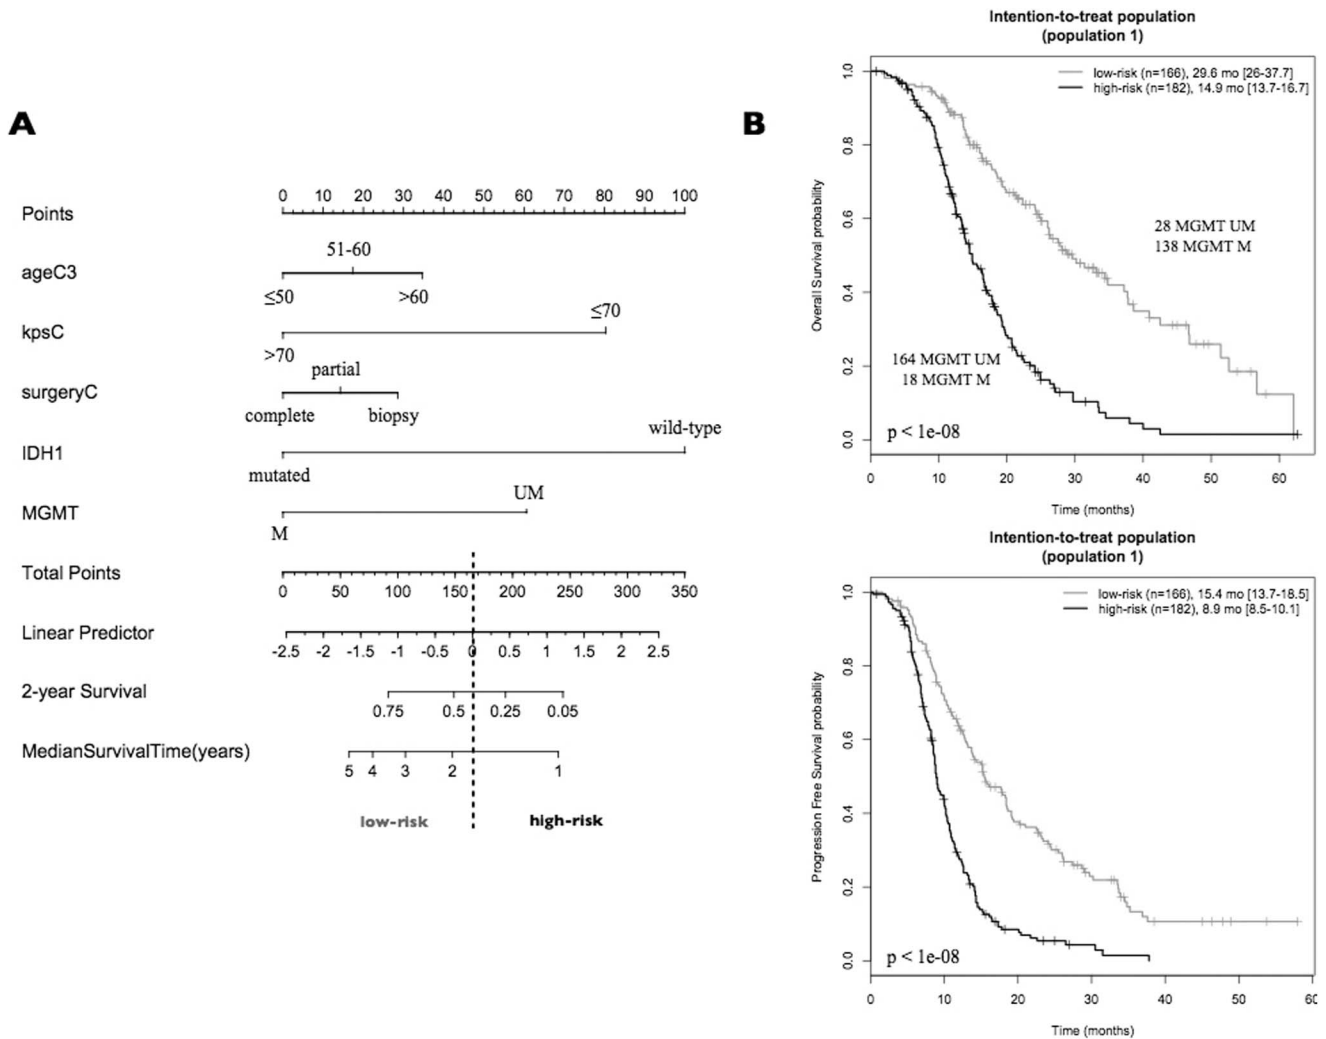 A
Points
0 10 20 30 40 50 60 70 80 90 100
ageC3
51-60
≤50 >60
kpsC
≤70
>70
surgeryC
partial
complete biopsy
IDH1
wild-type
mutated
MGMT
UM
M
Total Points
0 50 100 150 200 250 300 350
Linear Predictor
-2.5 -2 -1.5 -1 -0.5 0 0.5 1 1.5 2 2.5
2-year Survival
0.75 0.5 0.25 0.05
MedianSurvivalTime(years)
5 4 3 2 1
low-risk high-risk
B
Intention-to-treat population
(population 1)
low-risk (n=166), 29.6 mo [26-37.7]
high-risk (n=182), 14.9 mo [13.7-16.7]
Overall Survival probability
1.0
0.8
0.6
0.4
0.2
0.0
28 MGMT UM
138 MGMT M
164 MGMT UM
18 MGMT M
p < 1e-08
0 10 20 30 40 50 60
Time (months)
Intention-to-treat population
(population 1)
low-risk (n=166), 15.4 mo [13.7-18.5]
high-risk (n=182), 8.9 mo [8.5-10.1]
Progression Free Survival probability
1.0
0.8
0.6
0.4
0.2
0.0
p < 1e-08
0 10 20 30 40 50 60
Time (months)